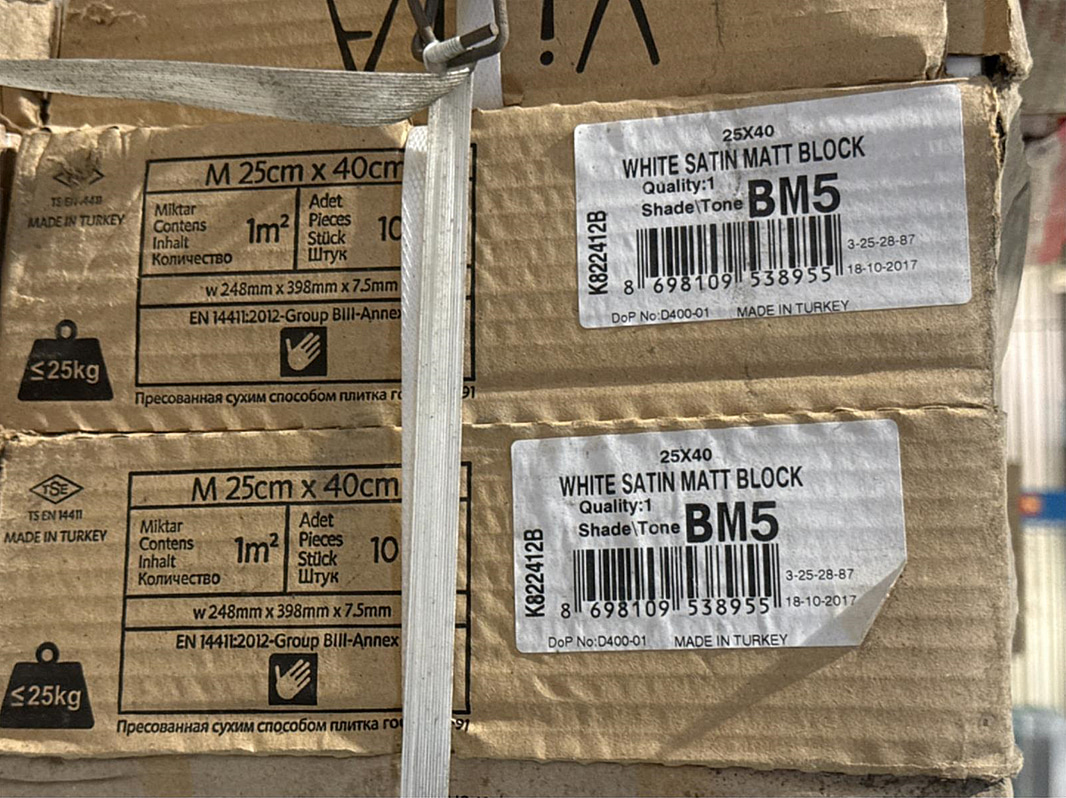 TS EN 14411
MADE IN TURKEY
M 25cm x 40cm
Miktar
Contens
Inhalt
Количество
1m²
Adet
Pieces
Stück
Штук
10
w 248mm x 398mm x 7.5mm
EN 14411:2012-Group BIII-Annex
≤25kg
Пресованная сухим способом плитка го 91
25X40
WHITE SATIN MATT BLOCK
Quality:1
Shade\Tone BM5
K822412B
8 698109 538955
3-25-28-87
18-10-2017
DoP No:D400-01 MADE IN TURKEY
TSE
TS EN 14411
MADE IN TURKEY
M 25cm x 40cm
Miktar
Contens
Inhalt
Количество
1m²
Adet
Pieces
Stück
Штук
10
w 248mm x 398mm x 7.5mm
EN 14411:2012-Group BIII-Annex
≤25kg
Пресованная сухим способом плитка го 91
25X40
WHITE SATIN MATT BLOCK
Quality:1
Shade\Tone BM5
K822412B
8 698109 538955
3-25-28-87
18-10-2017
DoP No:D400-01 MADE IN TURKEY